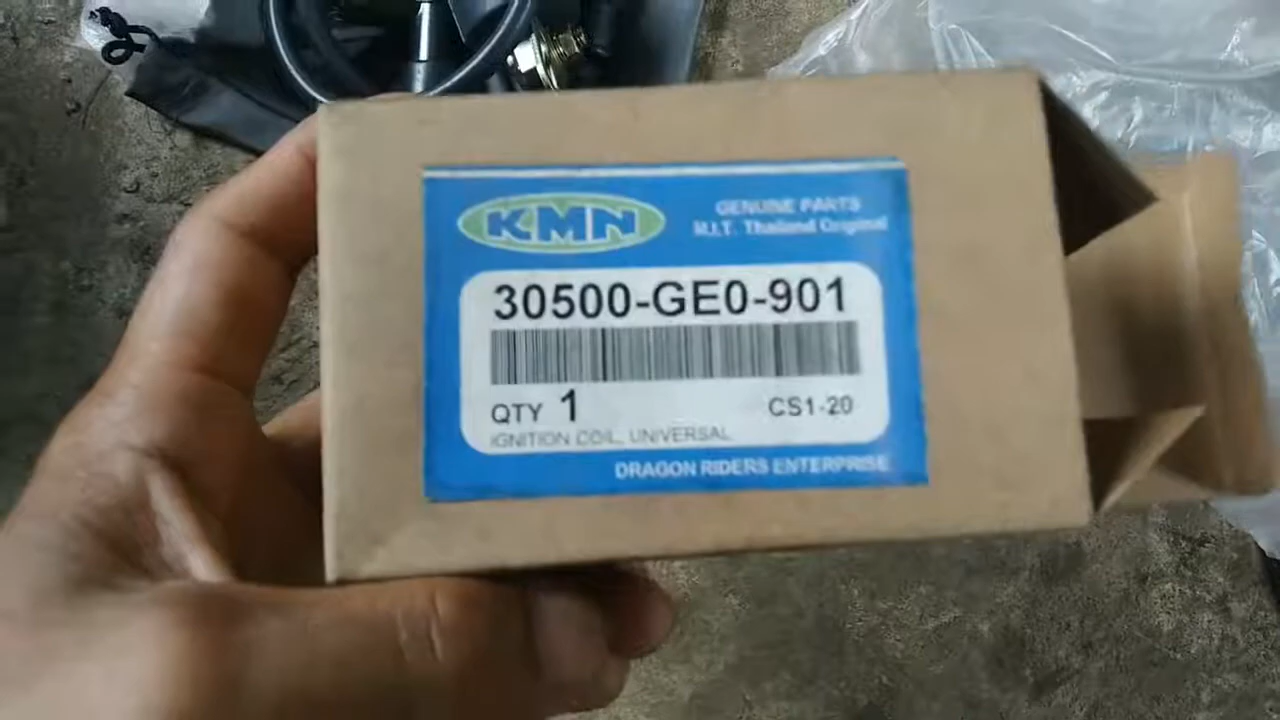 KMN
GENUINE PARTS
H.I.T. Thailand Original
30500-GE0-901
QTY 1
CS1-20
IGNITION COIL, UNIVERSAL
DRAGON RIDERS ENTERPRISE